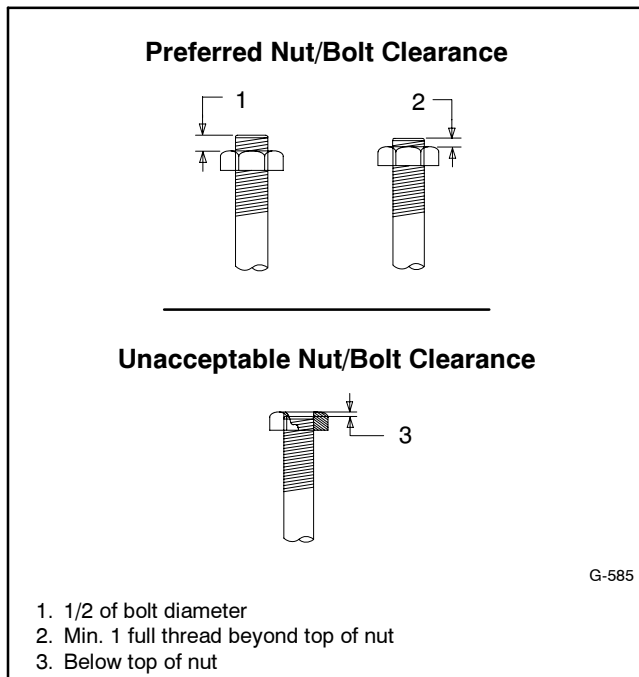 Preferred Nut/Bolt Clearance
1
2
Unacceptable Nut/Bolt Clearance
3
G-585
1. 1/2 of bolt diameter
2. Min. 1 full thread beyond top of nut
3. Below top of nut